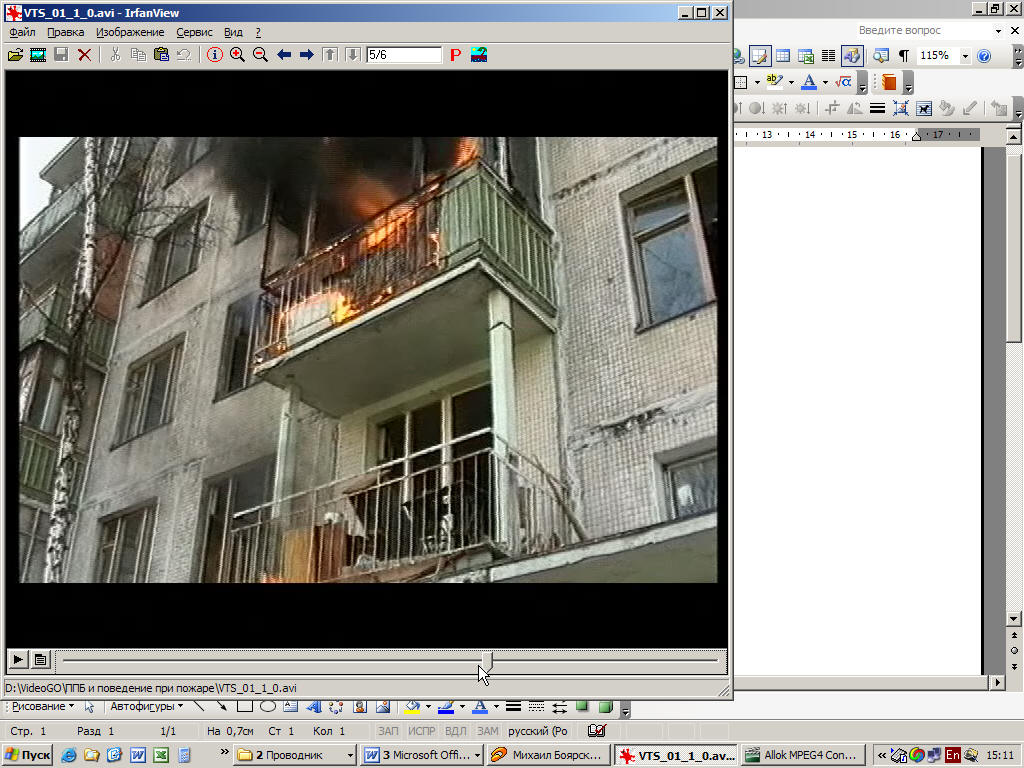 VTS_01_1_0.avi - IrfanView
Файл Правка Изображение Сервис Вид ?
5/6
P
Введите вопрос
115%
13 14 15 16 17
D:\VideoGO\ППБ и поведение при пожаре\VTS_01_1_0.avi
Рисование Автофигуры
Стр. 1 Разд 1 1/1 На 0,7см Ст 1 Кол 1 ЗАП ИСПР ВДЛ ЗАМ русский (Ро
Пуск » 2 Проводник 3 Microsoft Offi... Михаил Боярск... VTS_01_1_0.av... Allok MPEG4 Con... « En 15:11